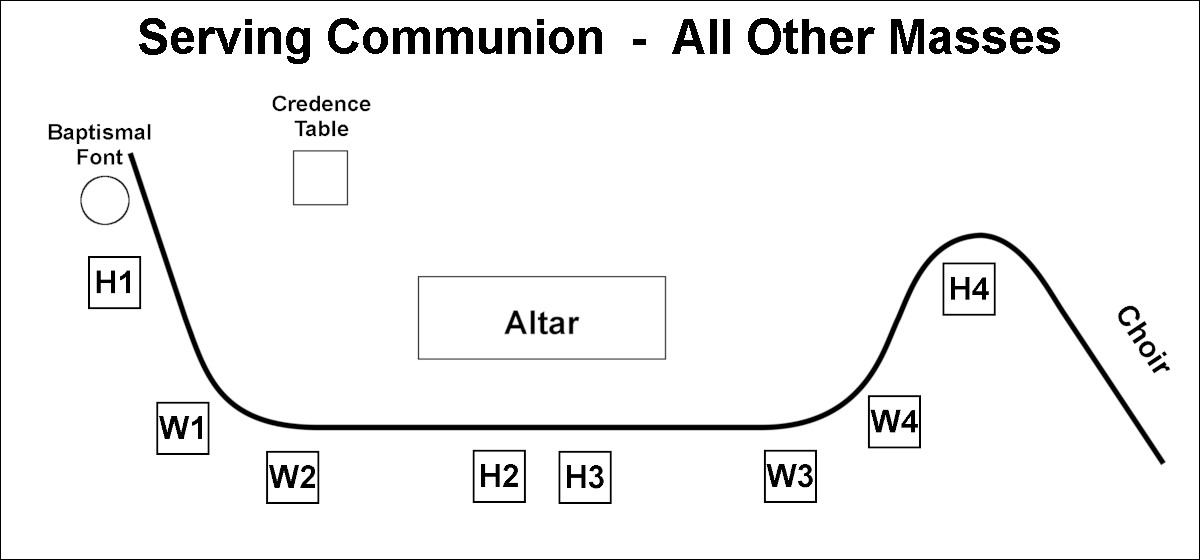 Serving Communion - All Other Masses
Credence
Table
Baptismal
Font
H1
H4
Altar
Choir
W1
W4
W2
H2
H3
W3